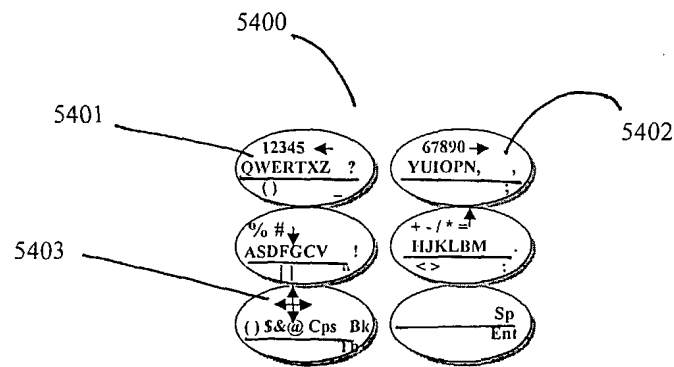 5400
5401
5402
5403
12345 ←
QWERTXZ ?
( ) _
67890 →
YUIOPN, ,
;
% # ↓
ASDFGCV !
[ ] "
+ - / * = ↑
HJKLBM .
< > :
( ) $&@ Cps Bk
Tb
Sp
Ent